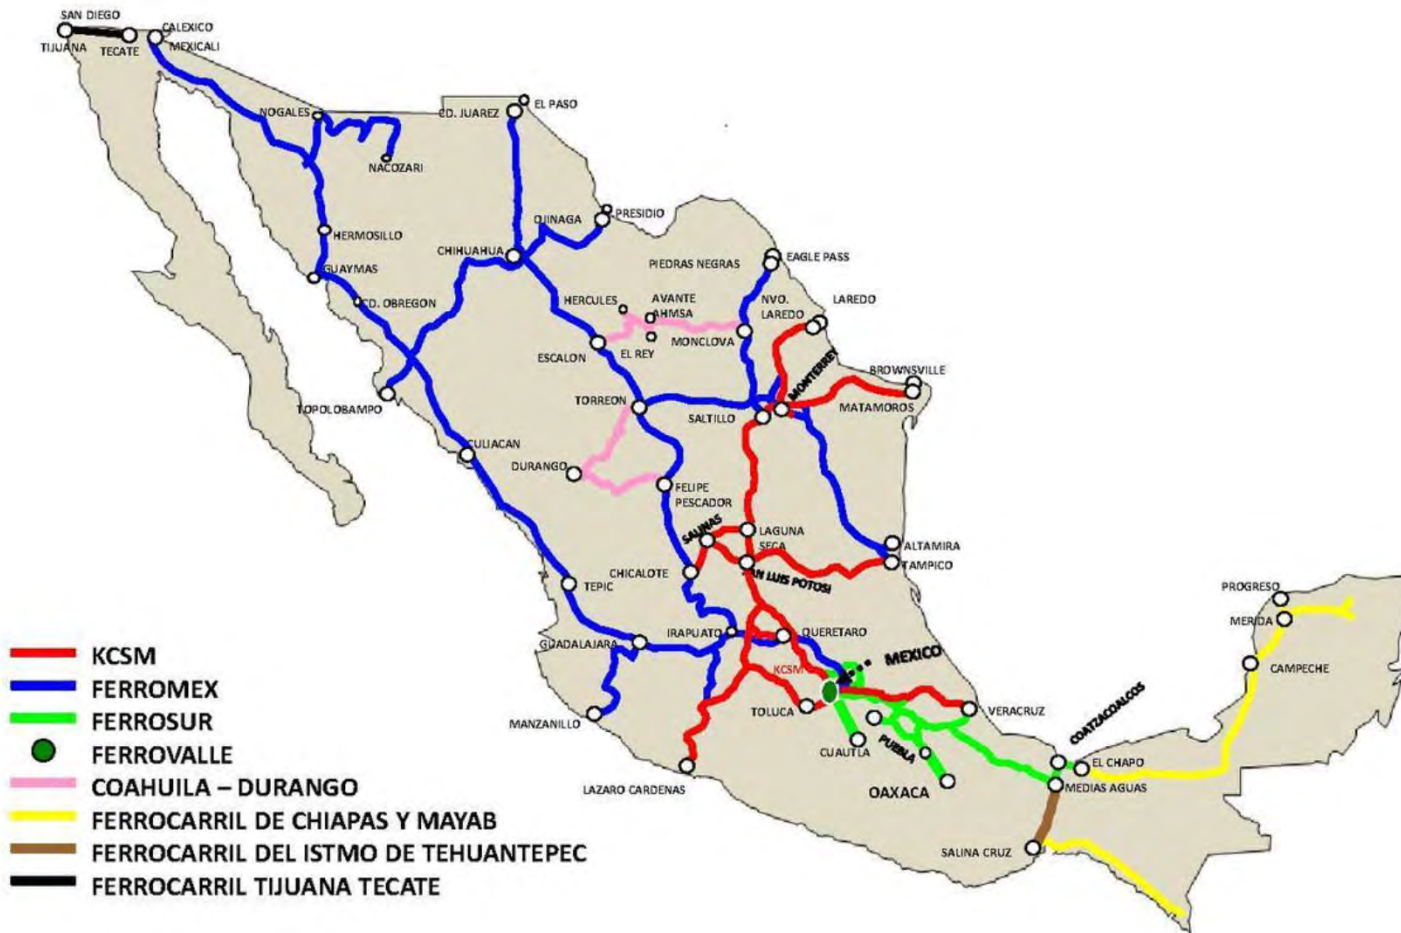 SAN DIEGO
TIJUANA
TECATE
CALEXICO
MEXICALI
NOGALES
NACOZARI
CD. JUAREZ
EL PASO
HERMOSILLO
GUAYMAS
CD. OBREGON
CHIHUAHUA
OJINAGA
PRESIDIO
PIEDRAS NEGRAS
EAGLE PASS
HERCULES
AVANTE
AHMSA
NVO.
LAREDO
LAREDO
ESCALON
EL REY
MONCLOVA
MONTERREY
BROWNSVILLE
MATAMOROS
TOPOLOBAMPO
TORREON
SALTILLO
CULIACAN
DURANGO
FELIPE
PESCADOR
SALINAS
LAGUNA
SECA
ALTAMIRA
TAMPICO
CHICALOTE
SAN LUIS POTOSI
TEPIC
PROGRESO
MERIDA
CAMPECHE
GUADALAJARA
IRAPUATO
QUERETARO
KCSM
MEXICO
MANZANILLO
TOLUCA
VERACRUZ
COATZACOALCOS
CUAUTLA
PUEBLA
EL CHAPO
MEDIAS AGUAS
LAZARO CARDENAS
OAXACA
SALINA CRUZ
KCSM
FERROMEX
FERROSUR
FERROVALLE
COAHUILA – DURANGO
FERROCARRIL DE CHIAPAS Y MAYAB
FERROCARRIL DEL ISTMO DE TEHUANTEPEC
FERROCARRIL TIJUANA TECATE